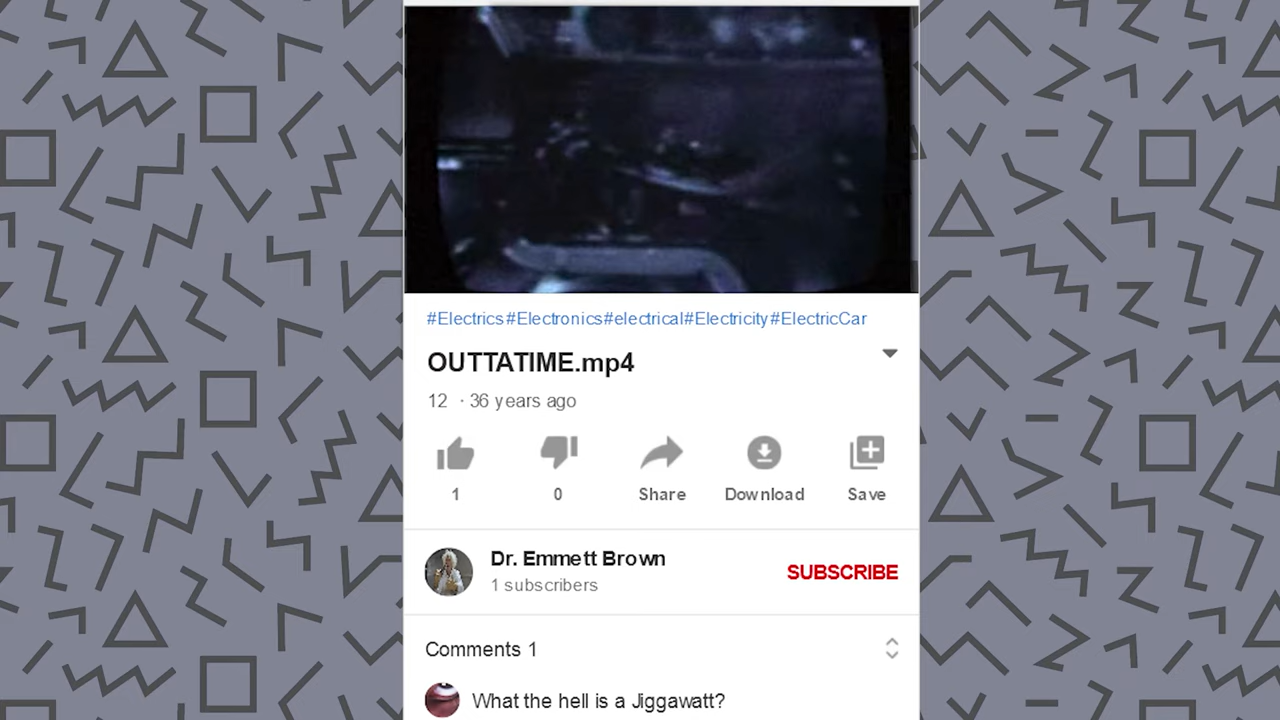 #Electrics #Electronics#electrical#Electricity #ElectricCar
OUTTATIME.mp4
12 · 36 years ago
1 0 Share Download Save
Dr. Emmett Brown
1 subscribers
SUBSCRIBE
Comments 1
What the hell is a Jiggawatt?